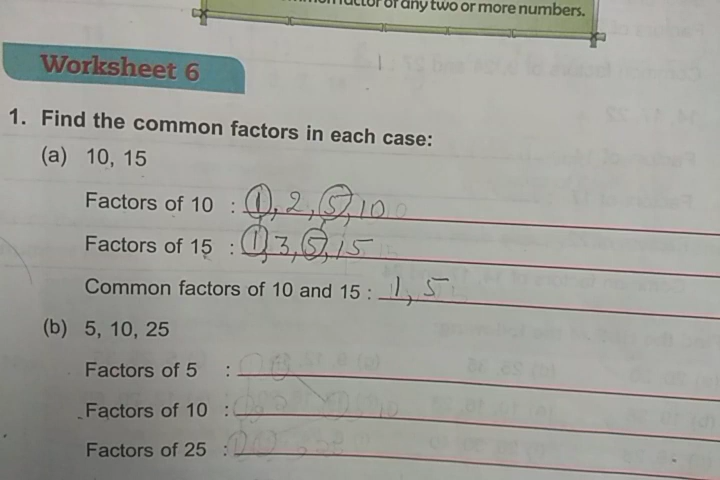 factor of any two or more numbers.
Worksheet 6
1. Find the common factors in each case:
(a) 10, 15
Factors of 10 : 1, 2, 5, 10
Factors of 15 : 1, 3, 5, 15
Common factors of 10 and 15 : 1, 5
(b) 5, 10, 25
Factors of 5 :
Factors of 10 :
Factors of 25 :